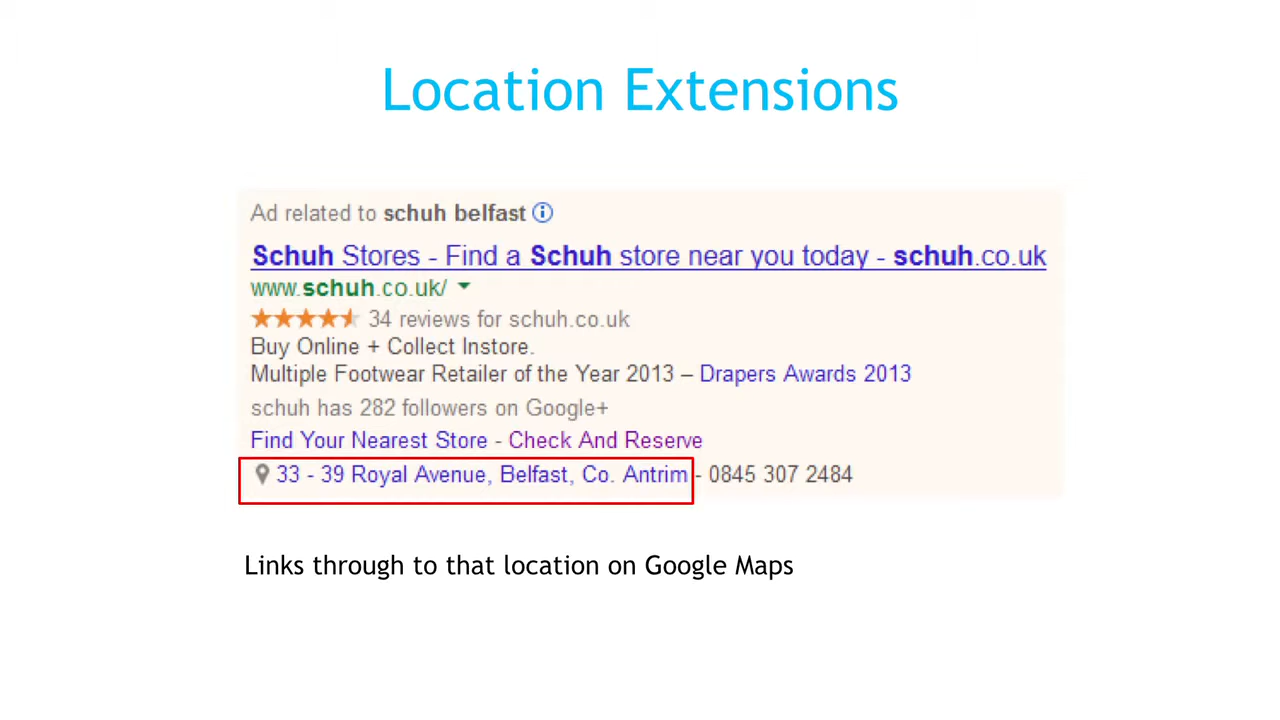 Location Extensions
Ad related to schuh belfast
Schuh Stores - Find a Schuh store near you today - schuh.co.uk
www.schuh.co.uk/
34 reviews for schuh.co.uk
Buy Online + Collect Instore.
Multiple Footwear Retailer of the Year 2013 – Drapers Awards 2013
schuh has 282 followers on Google+
Find Your Nearest Store - Check And Reserve
33 - 39 Royal Avenue, Belfast, Co. Antrim - 0845 307 2484
Links through to that location on Google Maps